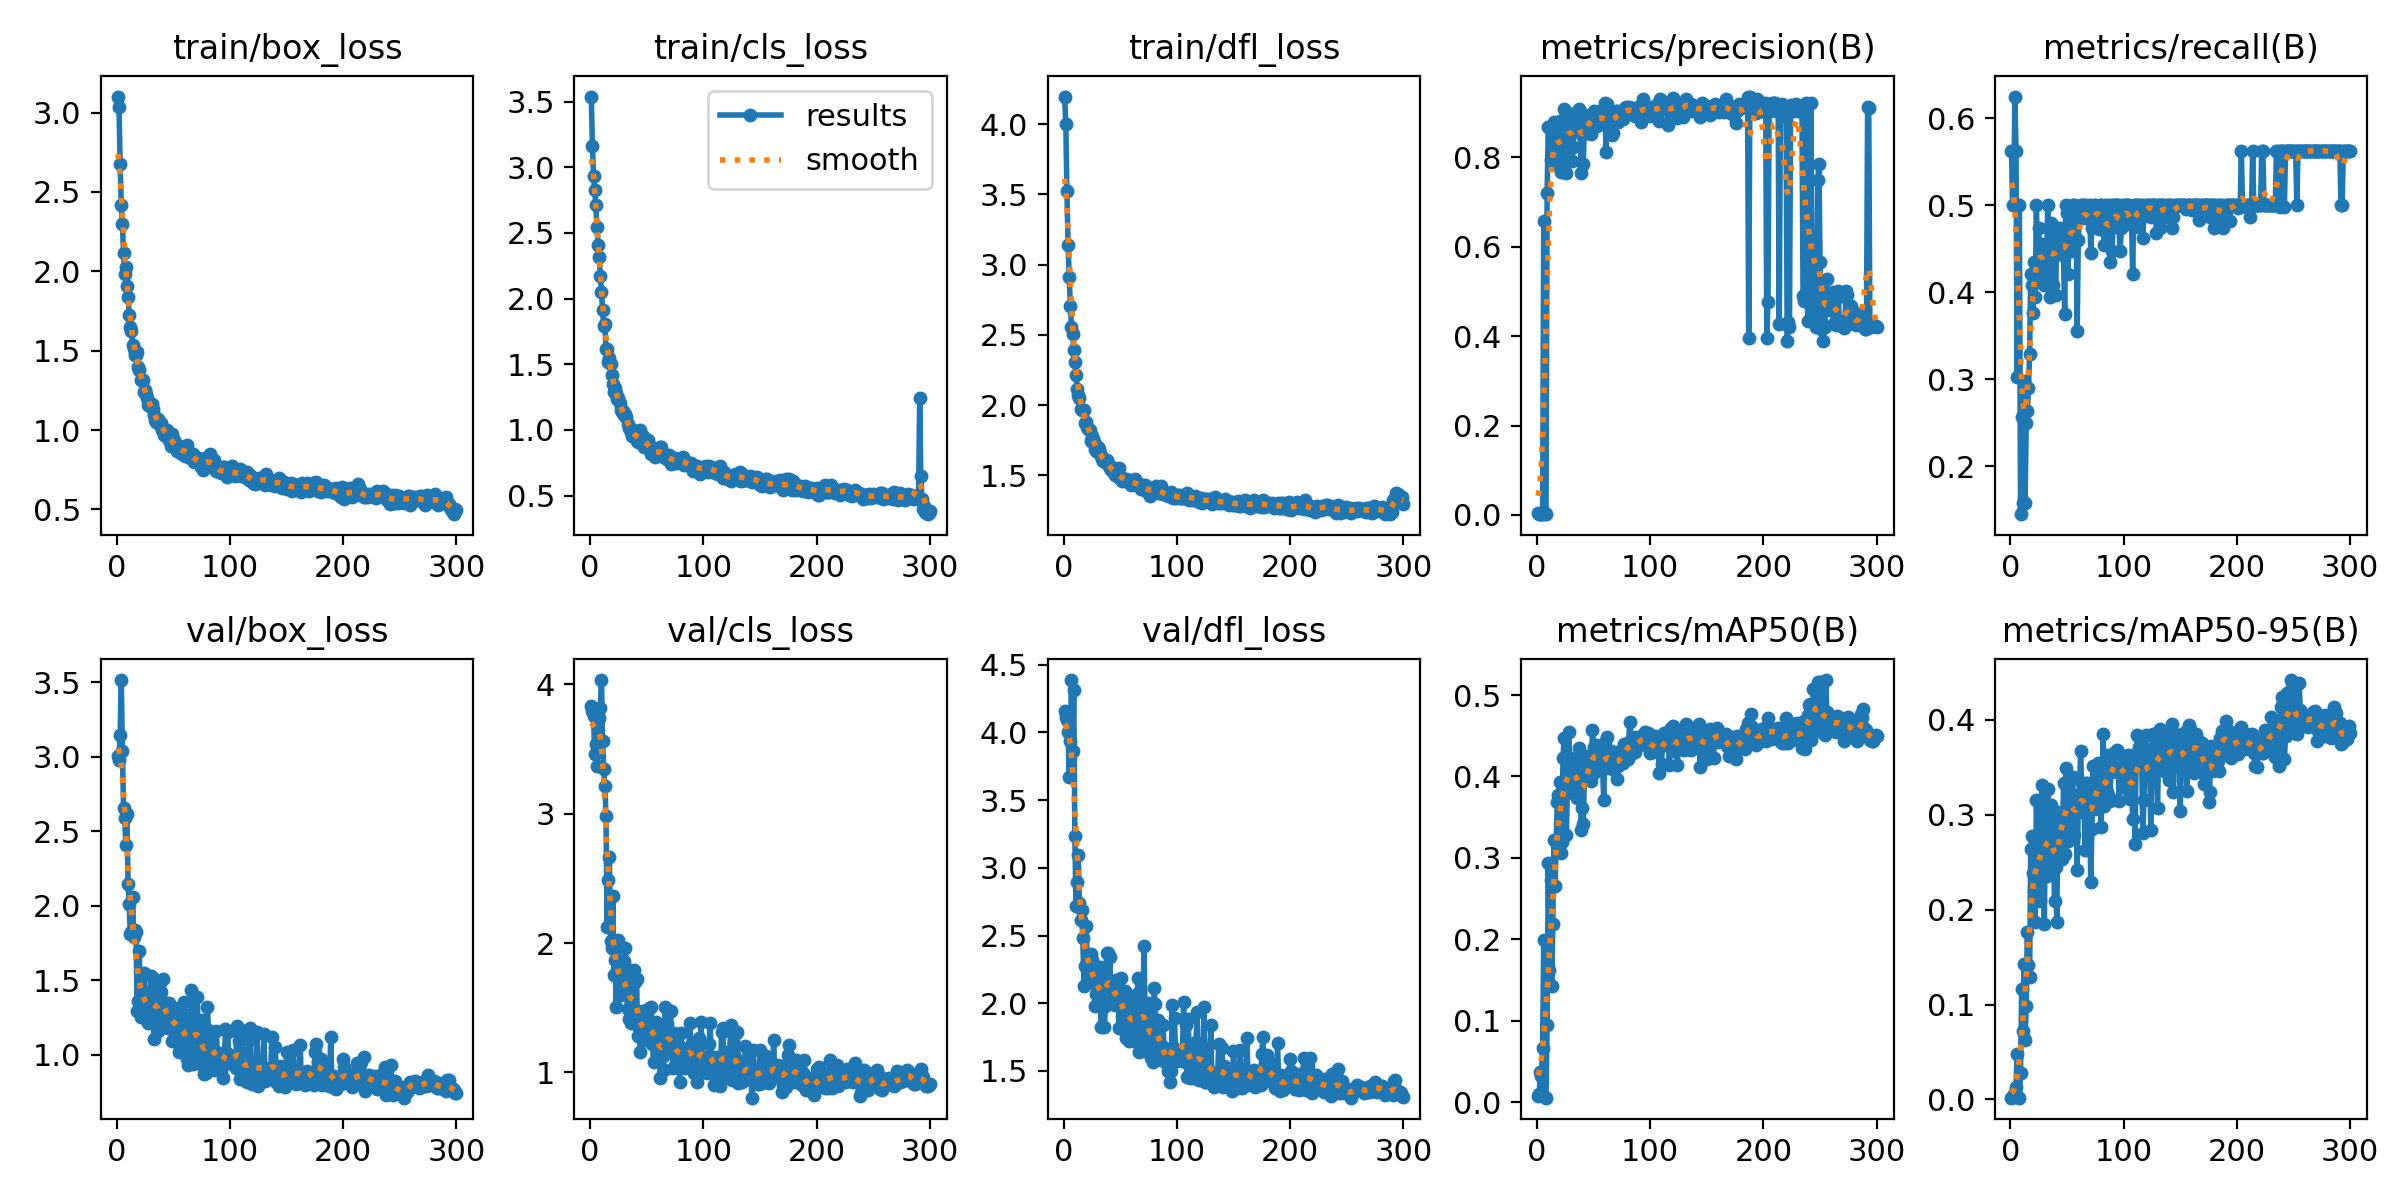 train/box_loss
3.0
2.5
2.0
1.5
1.0
0.5
0 100 200 300
train/cls_loss
results
smooth
3.5
3.0
2.5
2.0
1.5
1.0
0.5
0 100 200 300
train/dfl_loss
4.0
3.5
3.0
2.5
2.0
1.5
0 100 200 300
metrics/precision(B)
0.8
0.6
0.4
0.2
0.0
0 100 200 300
metrics/recall(B)
0.6
0.5
0.4
0.3
0.2
0 100 200 300
val/box_loss
3.5
3.0
2.5
2.0
1.5
1.0
0 100 200 300
val/cls_loss
4
3
2
1
0 100 200 300
val/dfl_loss
4.5
4.0
3.5
3.0
2.5
2.0
1.5
0 100 200 300
metrics/mAP50(B)
0.5
0.4
0.3
0.2
0.1
0.0
0 100 200 300
metrics/mAP50-95(B)
0.4
0.3
0.2
0.1
0.0
0 100 200 300